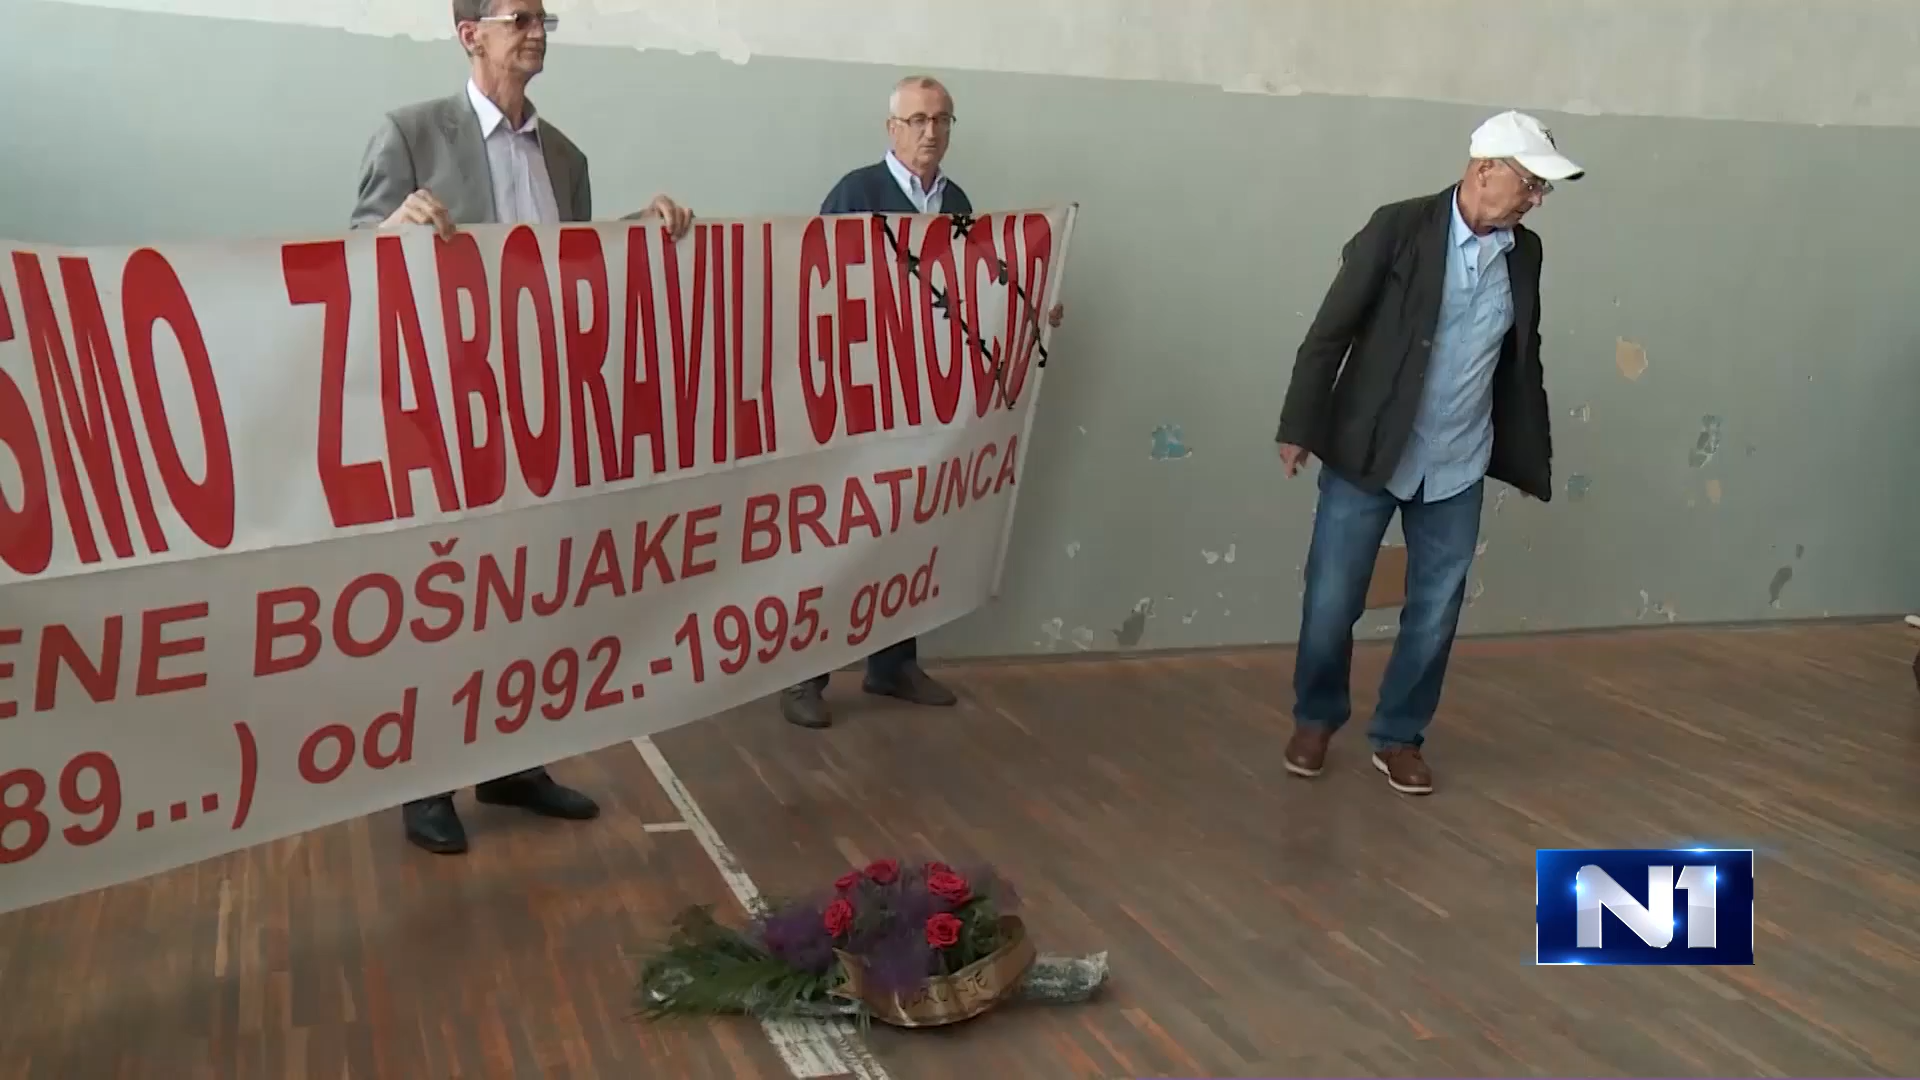 SMO ZABORAVILI GENOCID
ENE BOŠNJAKE BRATUNCA
89...) od 1992.-1995. god.
N1